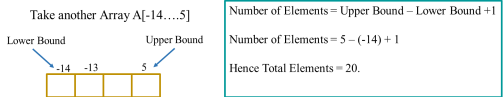 Take another Array A[-14….5]
Lower Bound Upper Bound
-14 -13 5
Number of Elements = Upper Bound – Lower Bound +1
Number of Elements = 5 – (-14) + 1
Hence Total Elements = 20.